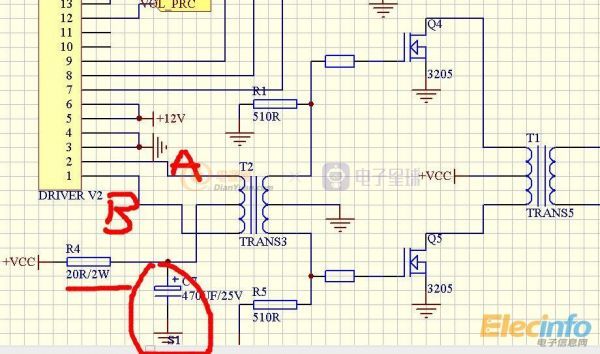 13
12
11
10
9
8
7
6
5
4
3
2
1
VOL_PRC
+12V
DRIVER V2
A
B
R1
510R
T2
TRANS3
Q4
3205
T1
+VCC
TRANS5
Q5
3205
R4
+VCC
20R/2W
+
C7
470UF/25V
S1
R5
510R
DianYuan.com
电子星球
Elecinfo
电子信息网